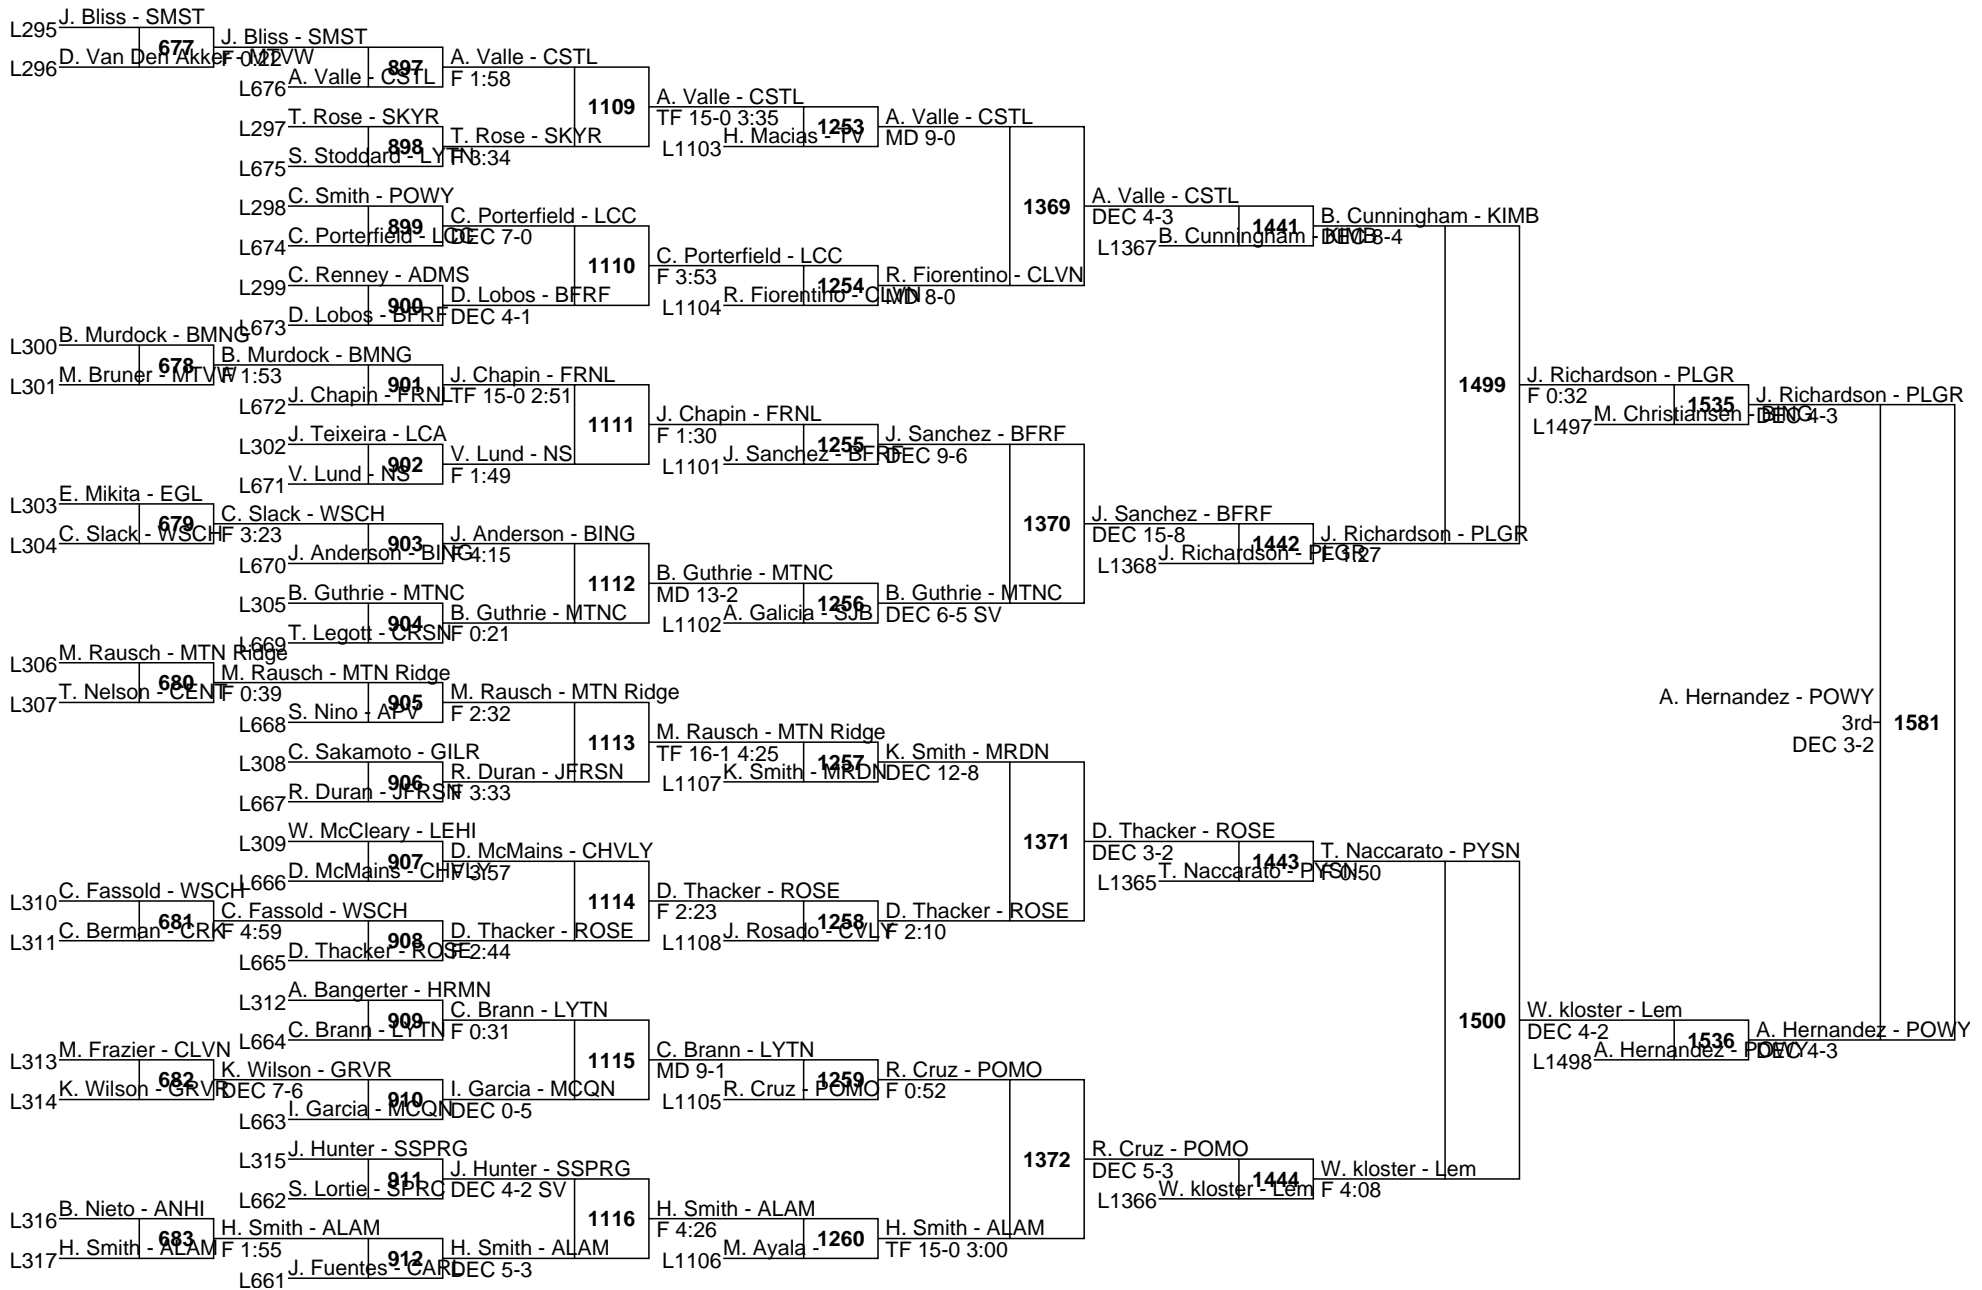 J. Bliss - SMST
L295
677
D. Van Den Akker - MTVW
L296
J. Bliss - SMST
F 0:22
897
A. Valle - CSTL
L676
A. Valle - CSTL
F 1:58
1109
T. Rose - SKYR
L297
898
S. Stoddard - LYTN
L675
T. Rose - SKYR
F 3:34
A. Valle - CSTL
TF 15-0 3:35
1253
H. Macias - TV
L1103
A. Valle - CSTL
MD 9-0
C. Smith - POWY
L298
899
C. Porterfield - LCC
L674
C. Porterfield - LCC
DEC 7-0
1110
C. Renney - ADMS
L299
900
D. Lobos - BFRF
L673
D. Lobos - BFRF
DEC 4-1
C. Porterfield - LCC
F 3:53
1254
R. Fiorentino - CLVN
L1104
R. Fiorentino - CLVN
MD 8-0
1369
A. Valle - CSTL
DEC 4-3
1441
B. Cunningham - KIMB
L1367
B. Cunningham - KIMB
DEC 8-4
B. Murdock - BMNG
L300
678
M. Bruner - MTVW
L301
B. Murdock - BMNG
F 1:53
901
J. Chapin - FRNL
L672
J. Chapin - FRNL
TF 15-0 2:51
1111
J. Teixeira - LCA
L302
902
V. Lund - NS
L671
V. Lund - NS
F 1:49
J. Chapin - FRNL
F 1:30
1255
J. Sanchez - BFRF
L1101
J. Sanchez - BFRF
DEC 9-6
1499
J. Richardson - PLGR
F 0:32
1535
M. Christiansen - BING
L1497
J. Richardson - PLGR
DEC 4-3
E. Mikita - EGL
L303
679
C. Slack - WSCH
L304
C. Slack - WSCH
F 3:23
903
J. Anderson - BING
L670
J. Anderson - BING
F 4:15
1112
B. Guthrie - MTNC
L305
904
T. Legott - CRSN
L669
B. Guthrie - MTNC
F 0:21
B. Guthrie - MTNC
MD 13-2
1256
A. Galicia - SJB
L1102
B. Guthrie - MTNC
DEC 6-5 SV
1370
J. Sanchez - BFRF
DEC 15-8
1442
J. Richardson - PLGR
L1368
J. Richardson - PLGR
F 1:27
M. Rausch - MTN Ridge
L306
680
T. Nelson - CENT
L307
M. Rausch - MTN Ridge
F 0:39
905
S. Nino - APV
L668
M. Rausch - MTN Ridge
F 2:32
1113
C. Sakamoto - GILR
L308
906
R. Duran - JFRSN
L667
R. Duran - JFRSN
F 3:33
M. Rausch - MTN Ridge
TF 16-1 4:25
1257
K. Smith - MRDN
L1107
K. Smith - MRDN
DEC 12-8
A. Hernandez - POWY
3rd
DEC 3-2
1581
W. McCleary - LEHI
L309
907
D. McMains - CHVLY
L666
D. McMains - CHVLY
F 3:57
1114
C. Fassold - WSCH
L310
681
C. Berman - CRK
L311
C. Fassold - WSCH
F 4:59
908
D. Thacker - ROSE
L665
D. Thacker - ROSE
F 2:44
D. Thacker - ROSE
F 2:23
1258
J. Rosado - CVLY
L1108
D. Thacker - ROSE
F 2:10
1371
D. Thacker - ROSE
DEC 3-2
1443
T. Naccarato - PYSN
L1365
T. Naccarato - PYSN
F 0:50
A. Bangerter - HRMN
L312
909
C. Brann - LYTN
L664
C. Brann - LYTN
F 0:31
1115
M. Frazier - CLVN
L313
682
K. Wilson - GRVR
L314
K. Wilson - GRVR
DEC 7-6
910
I. Garcia - MCQN
L663
I. Garcia - MCQN
DEC 0-5
C. Brann - LYTN
MD 9-1
1259
R. Cruz - POMO
L1105
R. Cruz - POMO
F 0:52
1500
W. kloster - Lem
DEC 4-2
1536
A. Hernandez - POWY
L1498
A. Hernandez - POWY
DEC 4-3
J. Hunter - SSPRG
L315
911
S. Lortie - SPRC
L662
J. Hunter - SSPRG
DEC 4-2 SV
1116
B. Nieto - ANHI
L316
683
H. Smith - ALAM
L317
H. Smith - ALAM
F 1:55
912
J. Fuentes - CARL
L661
H. Smith - ALAM
DEC 5-3
H. Smith - ALAM
F 4:26
1260
M. Ayala -
L1106
H. Smith - ALAM
TF 15-0 3:00
1372
R. Cruz - POMO
DEC 5-3
1444
W. kloster - Lem
L1366
W. kloster - Lem
F 4:08